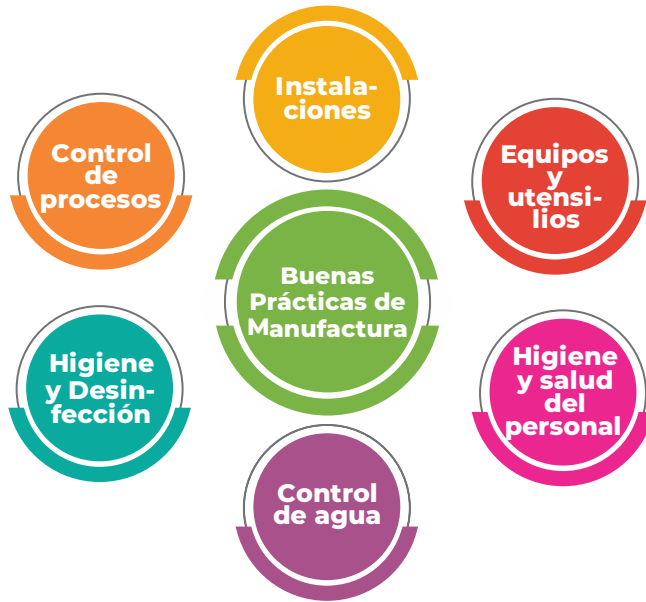 Instala-
ciones
Control
de
procesos
Equipos
y
utensi-
lios
Buenas
Prácticas de
Manufactura
Higiene
y Desin-
fección
Higiene
y salud
del
personal
Control
de agua